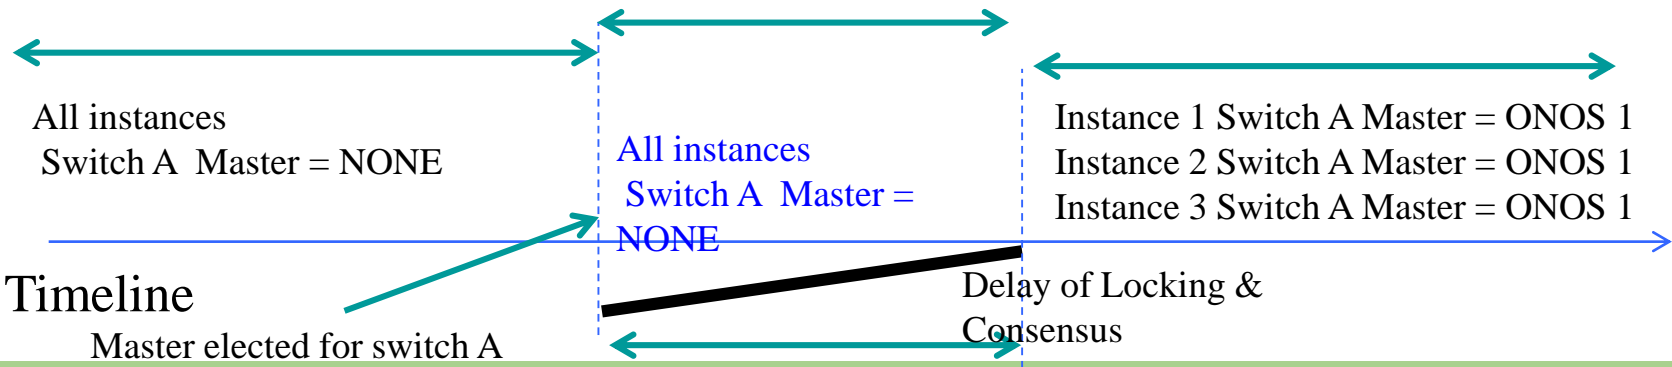 All instances
Switch A Master = NONE
All instances
Switch A Master =
NONE
Instance 1 Switch A Master = ONOS 1
Instance 2 Switch A Master = ONOS 1
Instance 3 Switch A Master = ONOS 1
Timeline
Master elected for switch A
Delay of Locking &
Consensus